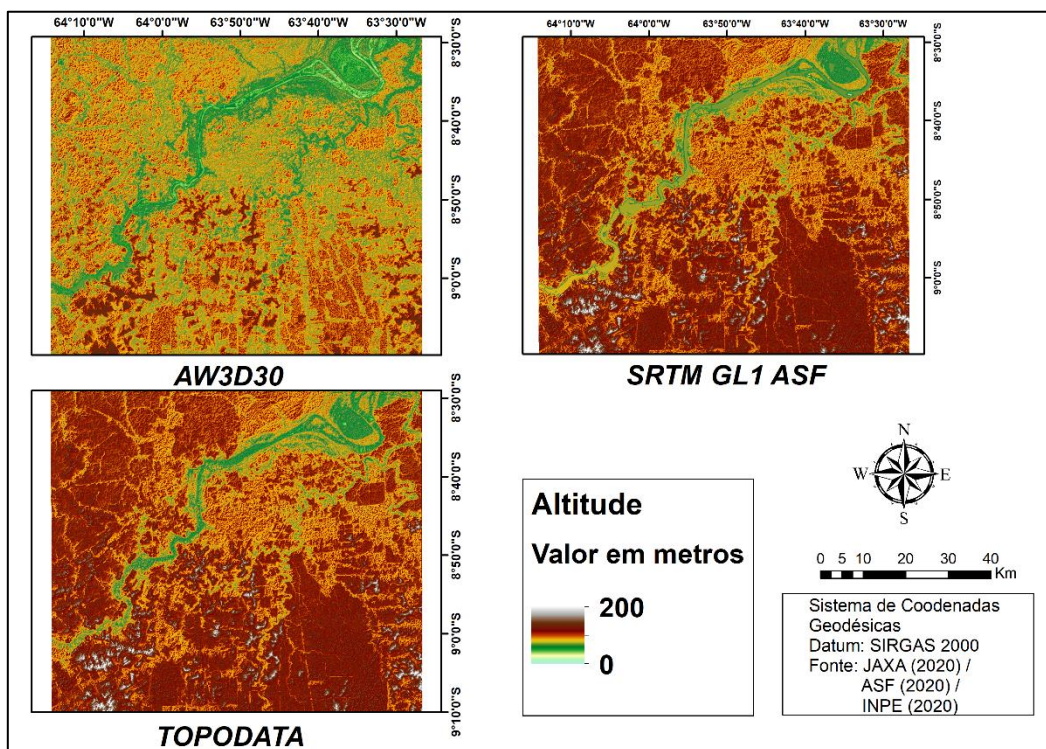 64°10'0"W 64°0'0"W 63°50'0"W 63°40'0"W 63°30'0"W
8°30'0"S
8°40'0"S
8°50'0"S
9°0'0"S
AW3D30
64°10'0"W 64°0'0"W 63°50'0"W 63°40'0"W 63°30'0"W
8°30'0"S
8°40'0"S
8°50'0"S
9°0'0"S
SRTM GL1 ASF
8°30'0"S
8°40'0"S
8°50'0"S
9°0'0"S
9°10'0"S
TOPODATA
Altitude
Valor em metros
200
0
N
W E
S
0 5 10 20 30 40
Km
Sistema de Coodenadas
Geodésicas
Datum: SIRGAS 2000
Fonte: JAXA (2020) /
ASF (2020) /
INPE (2020)